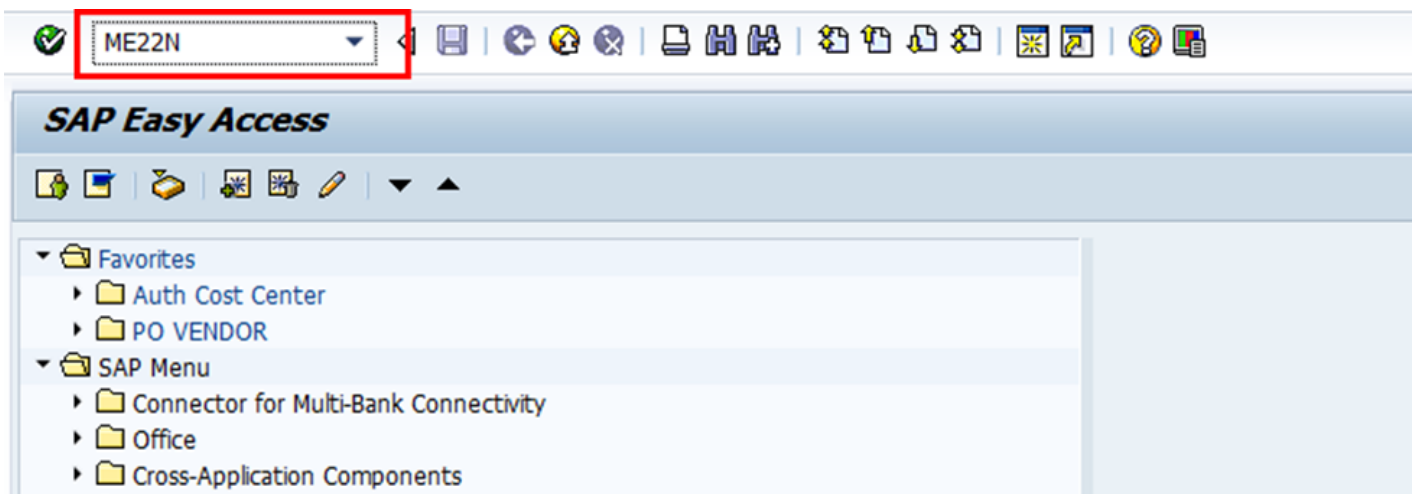 ME22N
SAP Easy Access
Favorites
Auth Cost Center
PO VENDOR
SAP Menu
Connector for Multi-Bank Connectivity
Office
Cross-Application Components